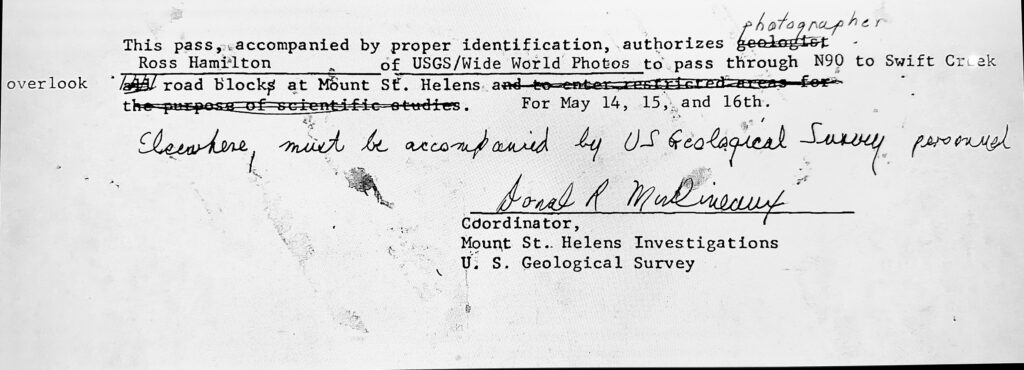 photographer
This pass, accompanied by proper identification, authorizes geologist
Ross Hamilton of USGS/Wide World Photos to pass through N90 to Swift Creek
overlook road blocks at Mount St. Helens and to enter restricted areas for
the purpose of scientific studies. For May 14, 15, and 16th.
Elsewhere, must be accompanied by US Geological Survey personnel
Donal R Mullineaux
Coordinator,
Mount St. Helens Investigations
U. S. Geological Survey